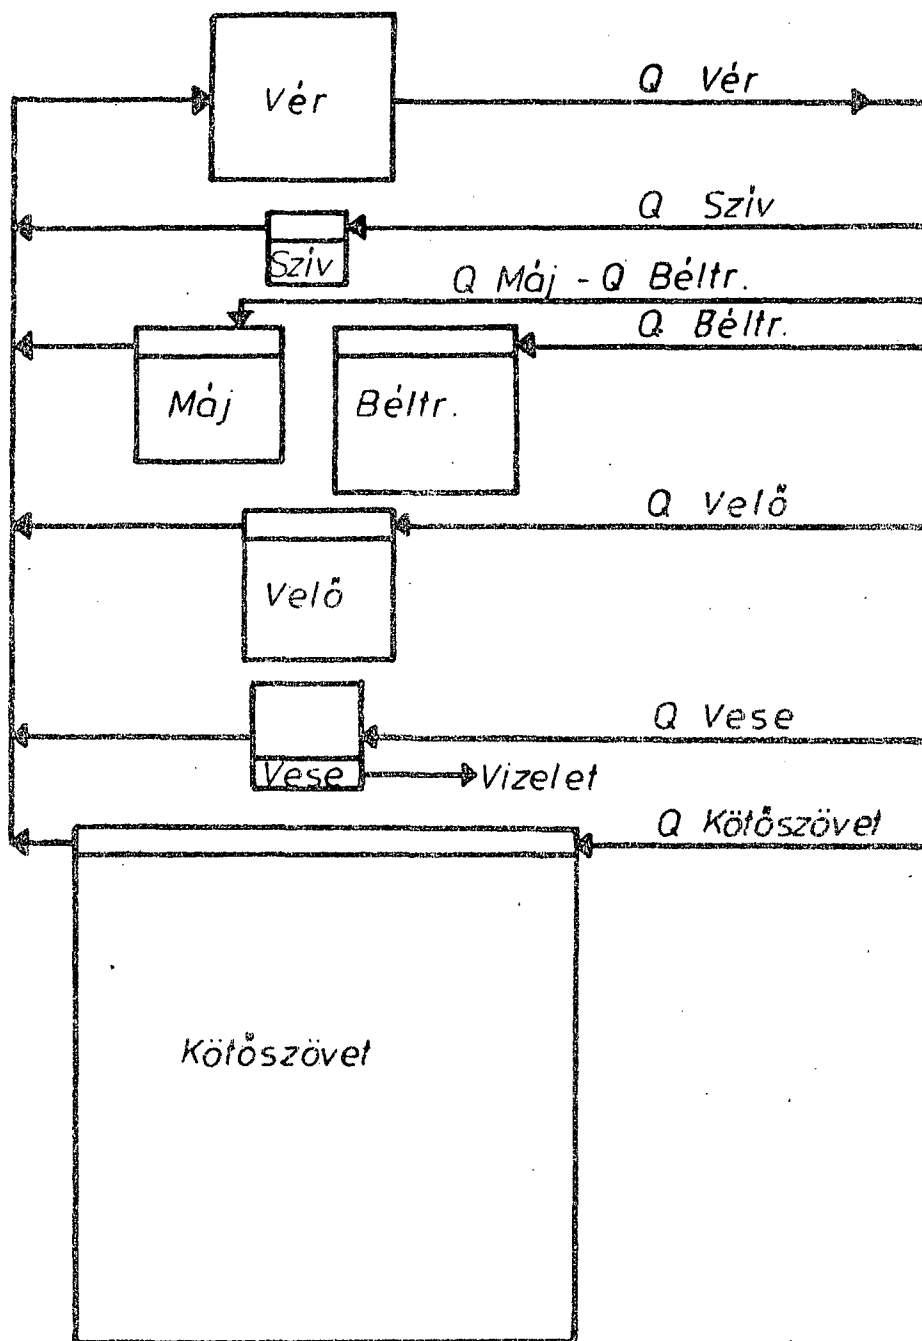 Vér
Q Vér
Q Szív
Szív
Q Máj - Q Béltr.
Q Béltr.
Máj
Béltr.
Q Velő
Velő
Q Vese
Vese
Vizelet
Q Kötőszövet
Kötőszövet